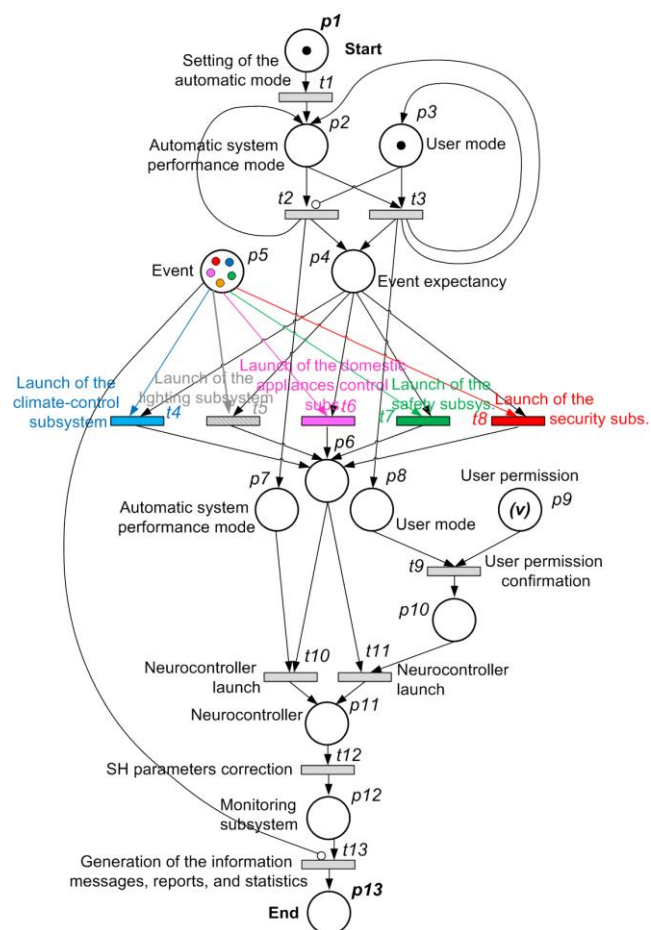 p1
Start
Setting of the
automatic mode
t1
p2
p3
Automatic system
performance mode
User mode
t2
t3
p5
p4
Event
Event expectancy
Launch of the
climate-control
subsystem
t4
Launch of the
lighting subsystem
t5
Launch of the domestic
appliances control
subs.
t6
Launch of the
safety subsys.
t7
Launch of the
security subs.
t8
p6
p7
p8
User permission
Automatic system
performance mode
User mode
(v)
p9
t9
User permission
confirmation
p10
t10
t11
Neurocontroller
launch
Neurocontroller
launch
Neurocontroller
p11
t12
SH parameters correction
p12
Monitoring
subsystem
t13
Generation of the information
messages, reports, and statistics
p13
End